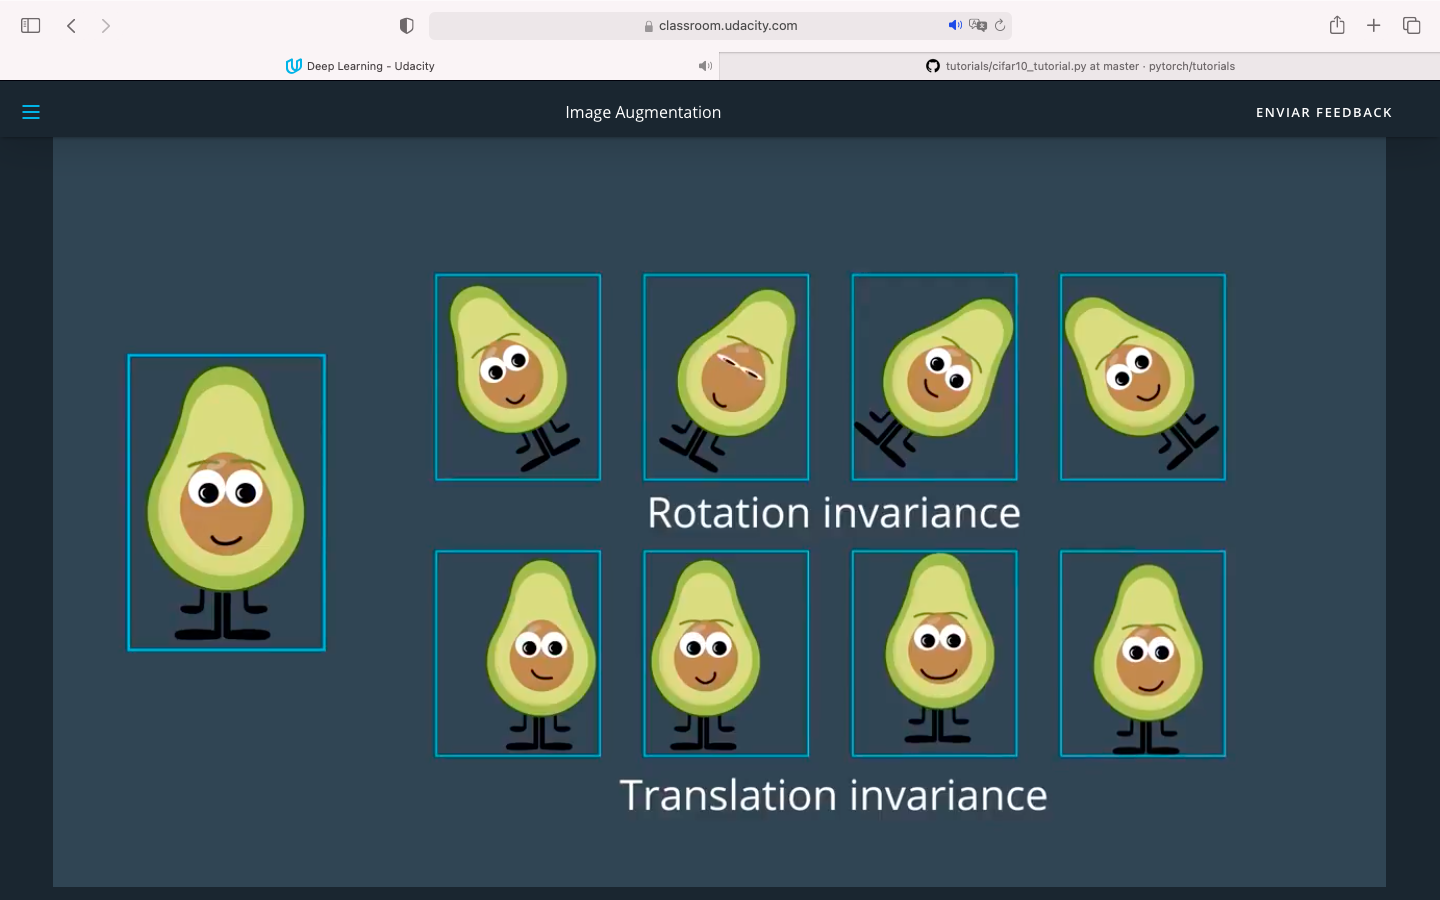 classroom.udacity.com
Deep Learning - Udacity
tutorials/cifar10_tutorial.py at master · pytorch/tutorials
Image Augmentation
ENVIAR FEEDBACK
Rotation invariance
Translation invariance